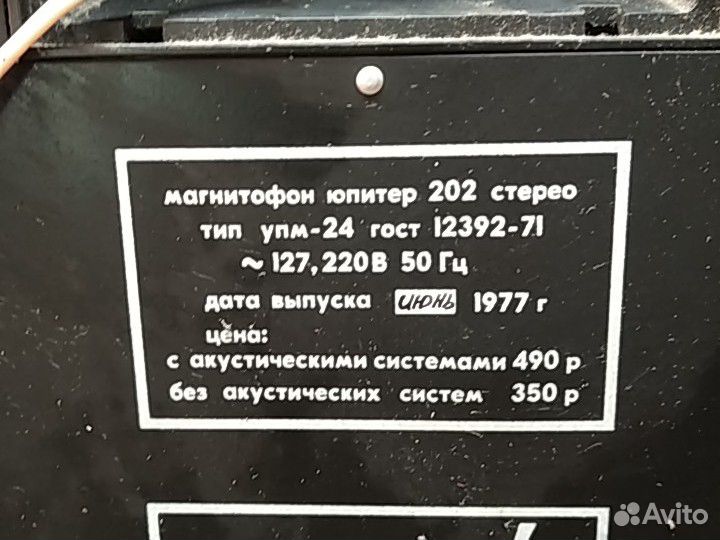 магнитофон юпитер 202 стерео
тип упм-24 гост 12392-71
~ 127, 220В 50 Гц
дата выпуска июнь 1977 г
цена:
с акустическими системами 490 р
без акустических систем 350 р
Avito